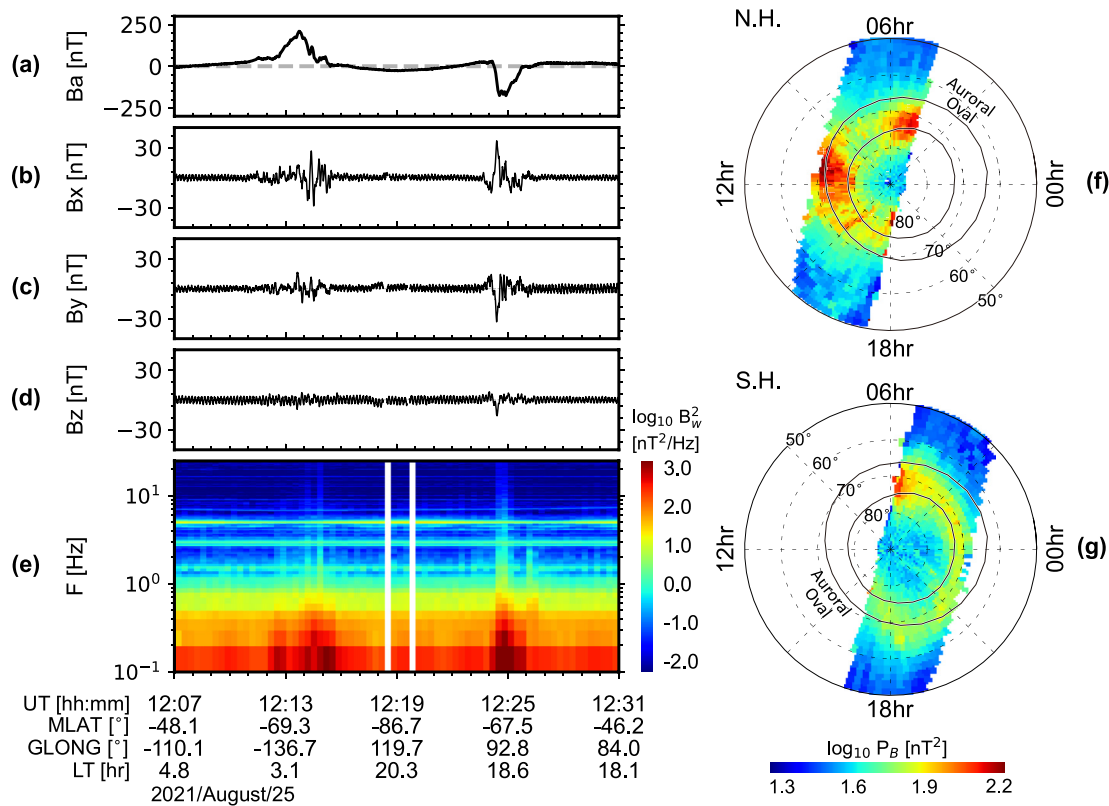 (a)
Ba [nT]
250
0
−250
(b)
Bx [nT]
30
0
−30
(c)
By [nT]
30
0
−30
(d)
Bz [nT]
30
0
−30
(e)
F [Hz]
10¹
10⁰
10⁻¹
log₁₀ B²w
[nT²/Hz]
3.0
2.0
1.0
0.0
-1.0
-2.0
UT [hh:mm] 12:07 12:13 12:19 12:25 12:31
MLAT [°] -48.1 -69.3 -86.7 -67.5 -46.2
GLONG [°] -110.1 -136.7 119.7 92.8 84.0
LT [hr] 4.8 3.1 20.3 18.6 18.1
2021/August/25
N.H.
06hr
Auroral
Oval
12hr
00hr
(f)
80°
70°
60°
50°
18hr
S.H.
06hr
50°
60°
70°
80°
12hr
00hr
(g)
Auroral
Oval
18hr
log₁₀ P_B [nT²]
1.3 1.6 1.9 2.2